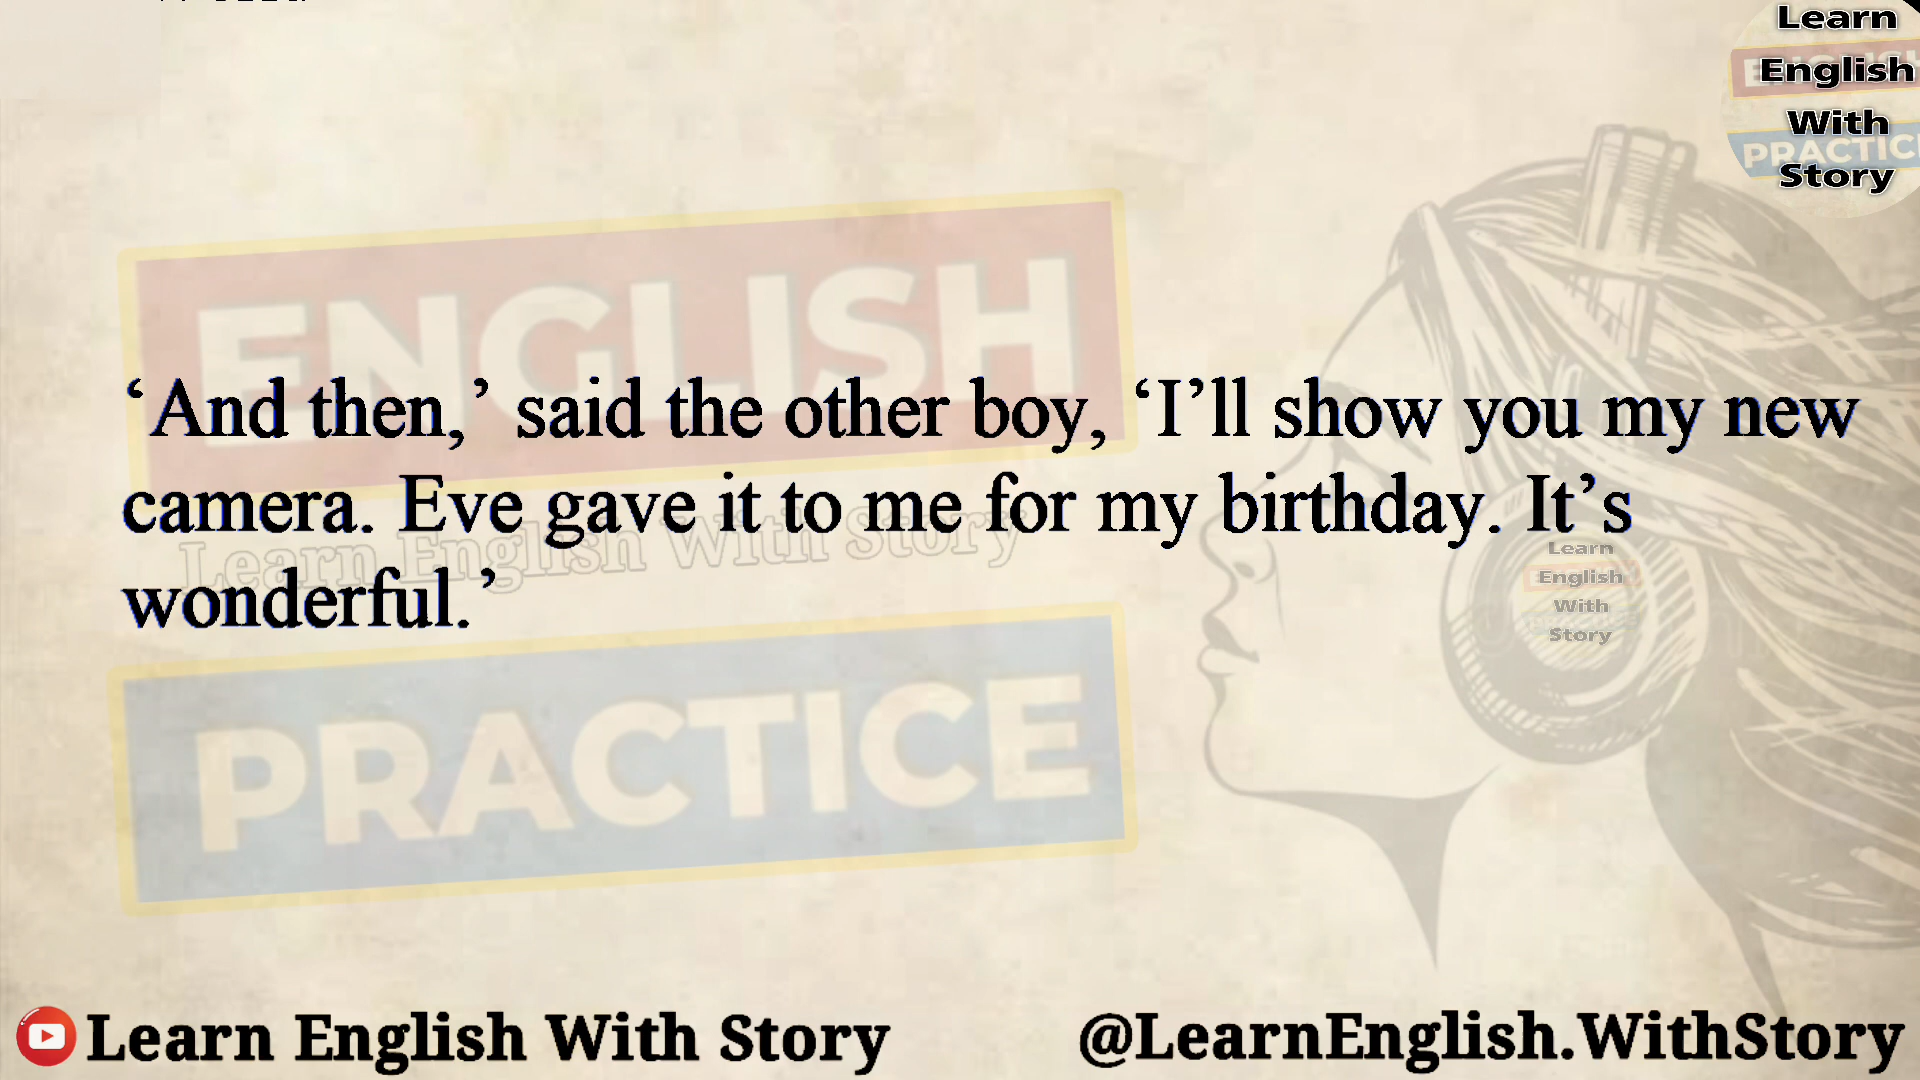 Learn
English
With
Story
ENGLISH
‘And then,’ said the other boy, ‘I’ll show you my new
camera. Eve gave it to me for my birthday. It’s
wonderful.’
Learn English With Story
Learn
English
With
Story
PRACTICE
Learn English With Story
@LearnEnglish.WithStory